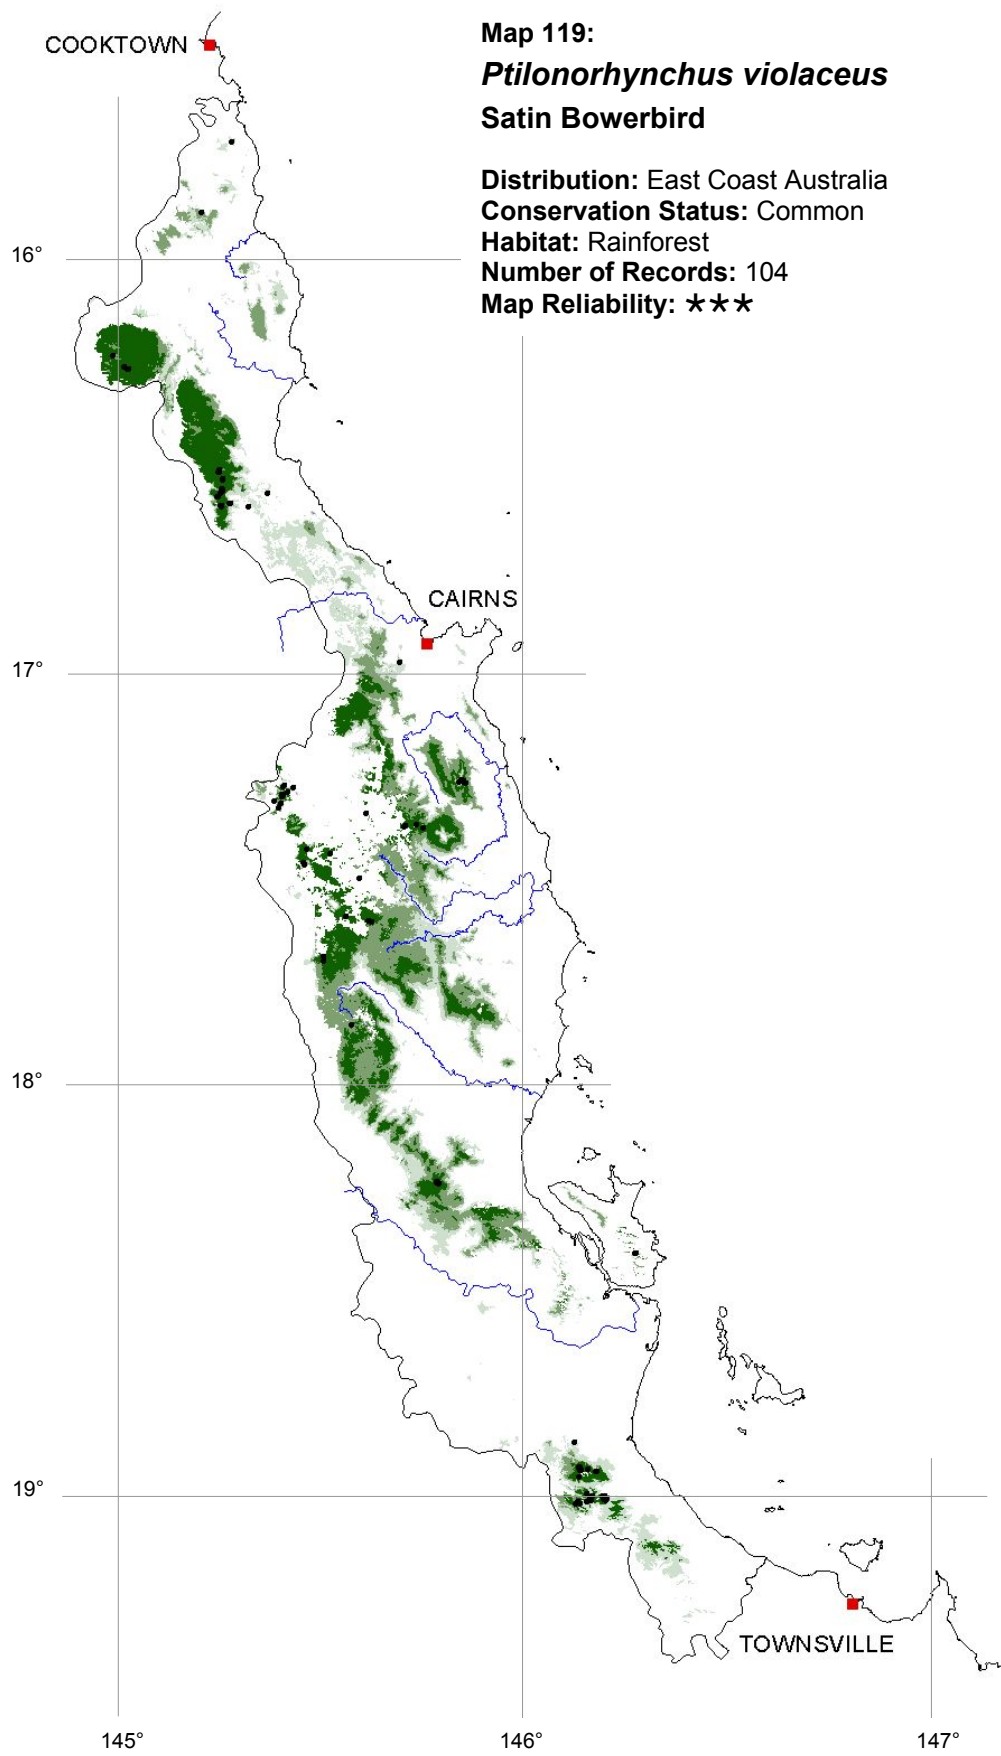 COOKTOWN
Map 119:
Ptilonorhynchus violaceus
Satin Bowerbird
Distribution: East Coast Australia
Conservation Status: Common
Habitat: Rainforest
Number of Records: 104
Map Reliability: ***
16°
CAIRNS
17°
18°
19°
TOWNSVILLE
145°
146°
147°